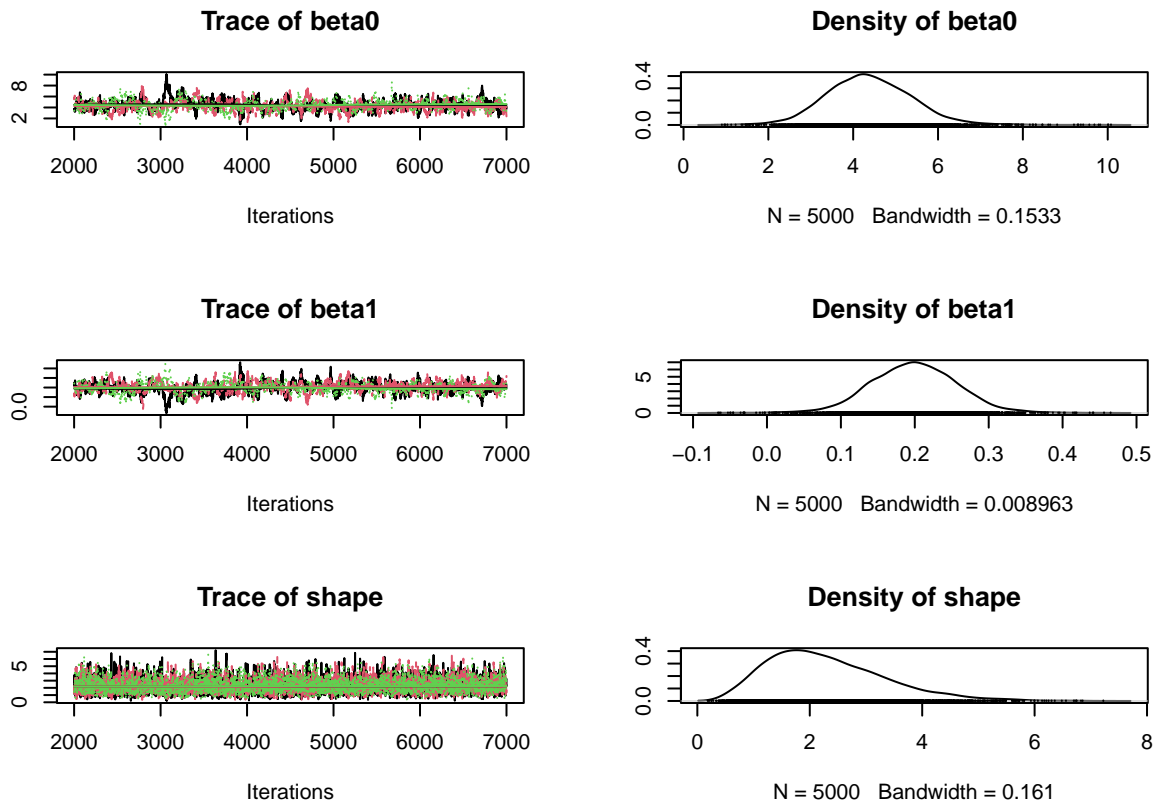 Trace of beta0
8
2
2000 3000 4000 5000 6000 7000
Iterations
Density of beta0
0.4
0.0
0 2 4 6 8 10
N = 5000 Bandwidth = 0.1533
Trace of beta1
0.0
2000 3000 4000 5000 6000 7000
Iterations
Density of beta1
5
0
−0.1 0.0 0.1 0.2 0.3 0.4 0.5
N = 5000 Bandwidth = 0.008963
Trace of shape
5
0
2000 3000 4000 5000 6000 7000
Iterations
Density of shape
0.4
0.0
0 2 4 6 8
N = 5000 Bandwidth = 0.161